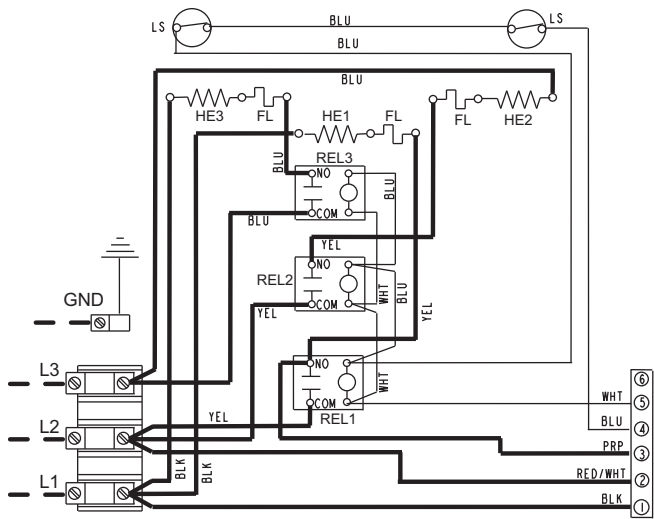 LS
BLU
LS
BLU
BLU
HE3
FL
HE1
FL
FL
HE2
REL3
BLU
NO
BLU
COM
BLU
YEL
REL2
NO
WHT
BLU
YEL
COM
YEL
GND
L3
NO
WHT
COM
REL1
YEL
L2
BLK
BLK
L1
6
WHT
5
BLU
4
PRP
3
RED/WHT
2
BLK
1